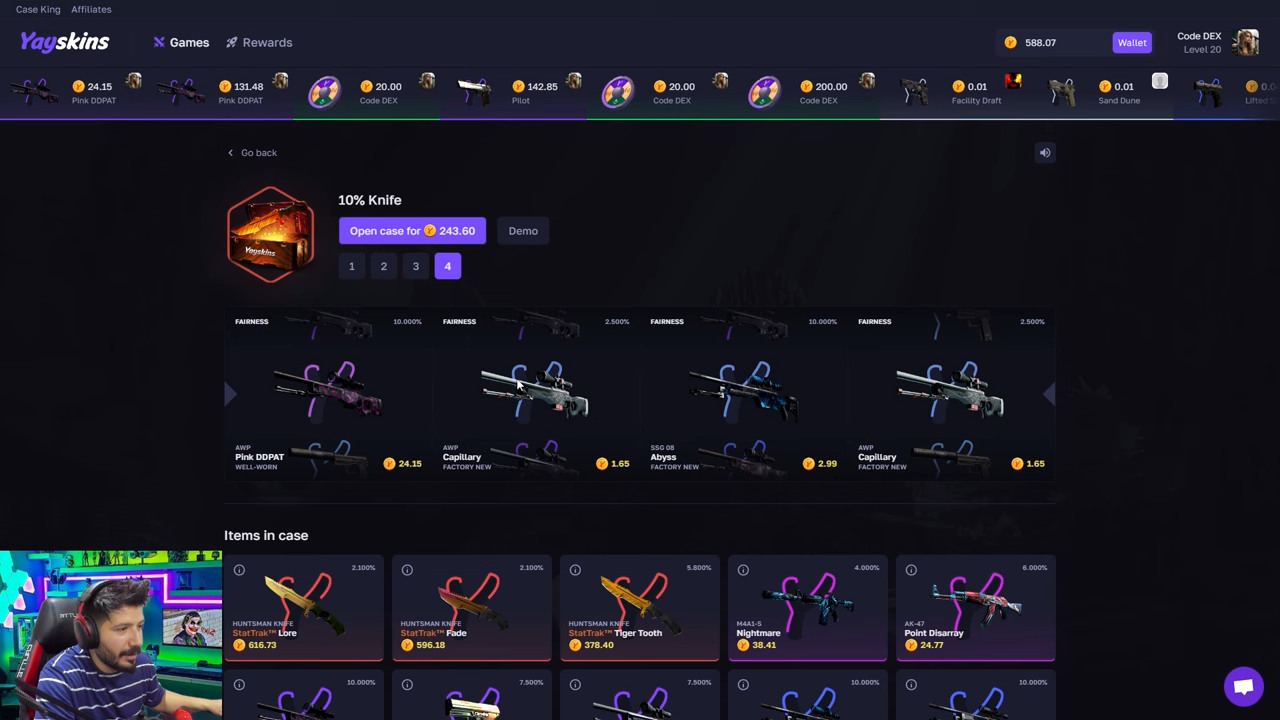 Case King Affiliates
Yayskins Games Rewards 588.07 Wallet Code DEX
Level 20
24.15 131.48 20.00 142.85 20.00 200.00 0.01 0.01
Pink DDPAT Pink DDPAT Code DEX Pilot Code DEX Code DEX Facility Draft Sand Dune
Go back
10% Knife
Open case for 243.60 Demo
1 2 3 4
Yayskins
FAIRNESS 10.000% FAIRNESS 2.500% FAIRNESS 10.000% FAIRNESS 2.500%
AWP AWP SSG 08 AWP
Pink DDPAT Capillary Abyss Capillary
WELL-WORN 24.15 FACTORY NEW 1.65 FACTORY NEW 2.99 FACTORY NEW 1.65
Items in case
2.100% 2.100% 5.800% 4.000% 6.000%
HUNTSMAN KNIFE HUNTSMAN KNIFE HUNTSMAN KNIFE M4A1-S AK-47
StatTrak™ Lore StatTrak™ Fade StatTrak™ Tiger Tooth Nightmare Point Disarray
616.73 596.18 378.40 38.41 24.77
10.000% 7.500% 7.500% 10.000% 10.000%